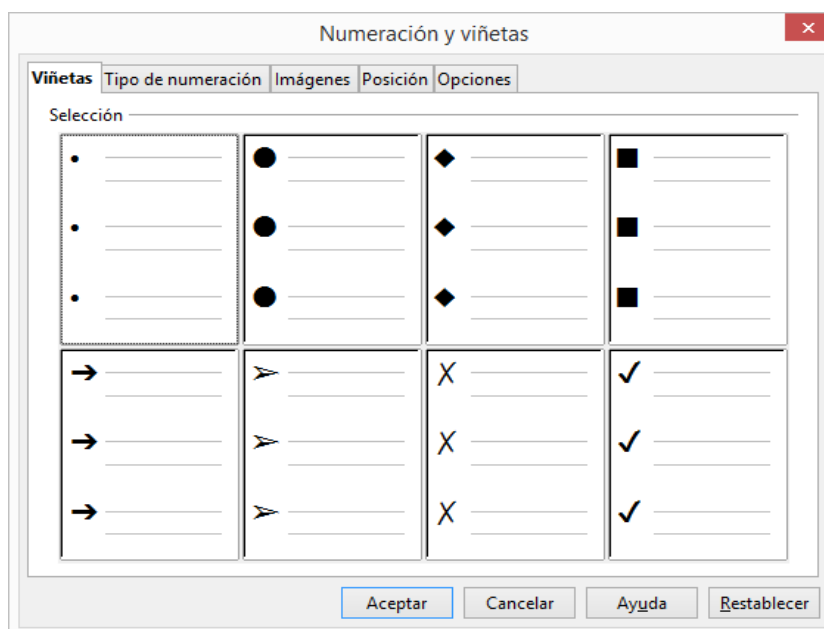 Numeración y viñetas
Viñetas Tipo de numeración Imágenes Posición Opciones
Selección
Aceptar Cancelar Ayuda Restablecer